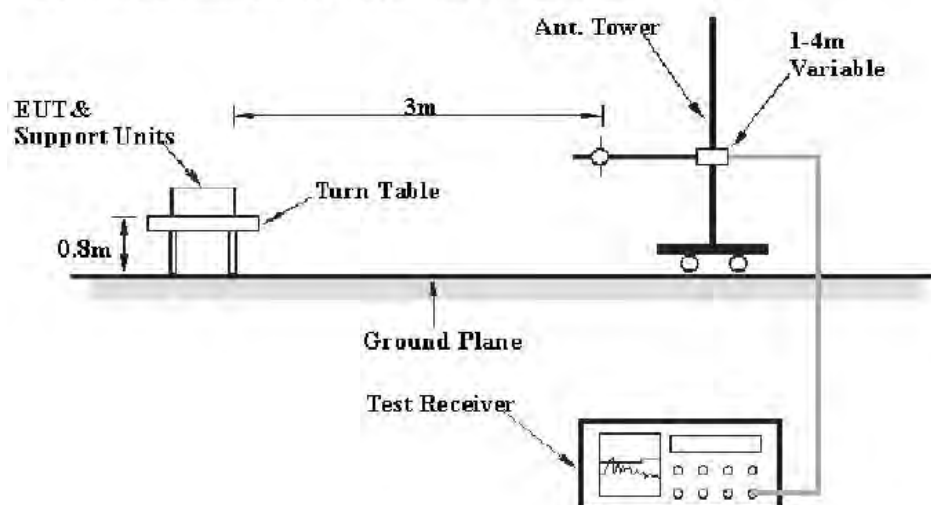 Ant. Tower
1-4m
Variable
EUT&
Support Units
3m
Turn Table
0.8m
Ground Plane
Test Receiver